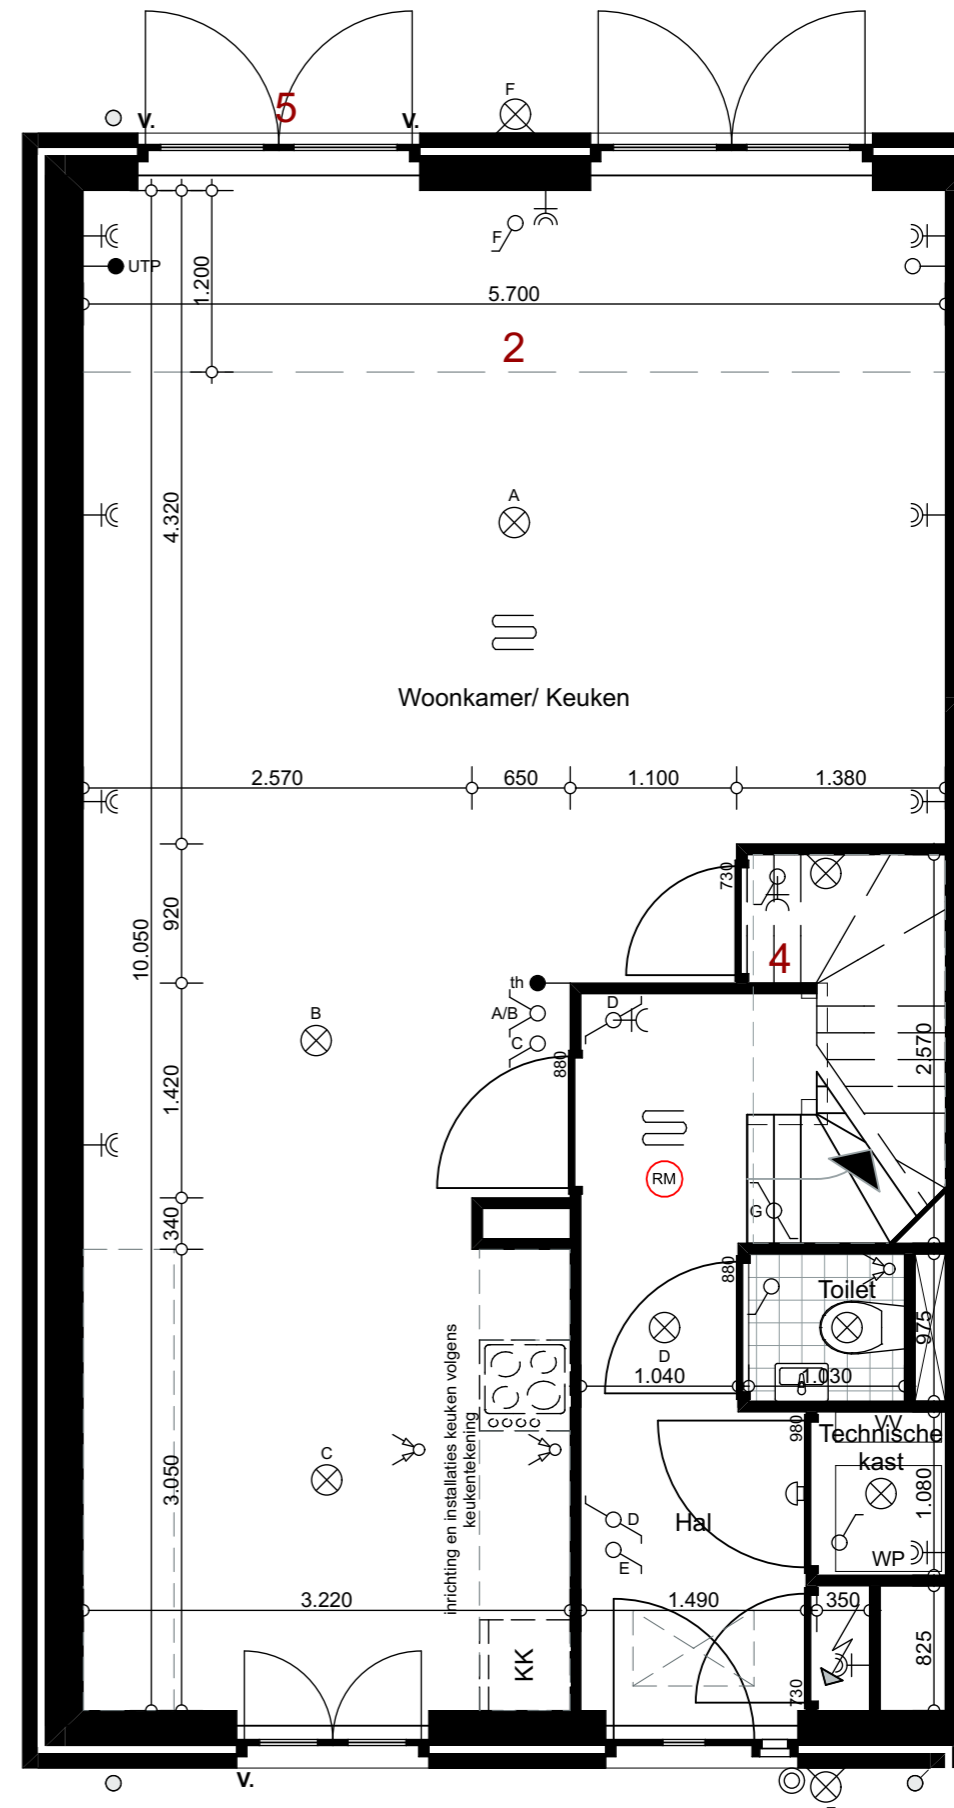 F
5
V.
V.
F
UTP
1.200
5.700
2
A
4.320
Woonkamer/ Keuken
2.570
650
1.100
1.380
730
920
10.050
4
th
A/B
D
B
C
880
2.570
1.420
RM
G
340
880
Toilet
975
D
1.040
1.030
inrichting en installaties keuken volgens
keukentekening
980
VV
Technische
kast
C
3.050
1.080
D
Hal
E
WP
3.220
1.490
350
825
KK
730
V.